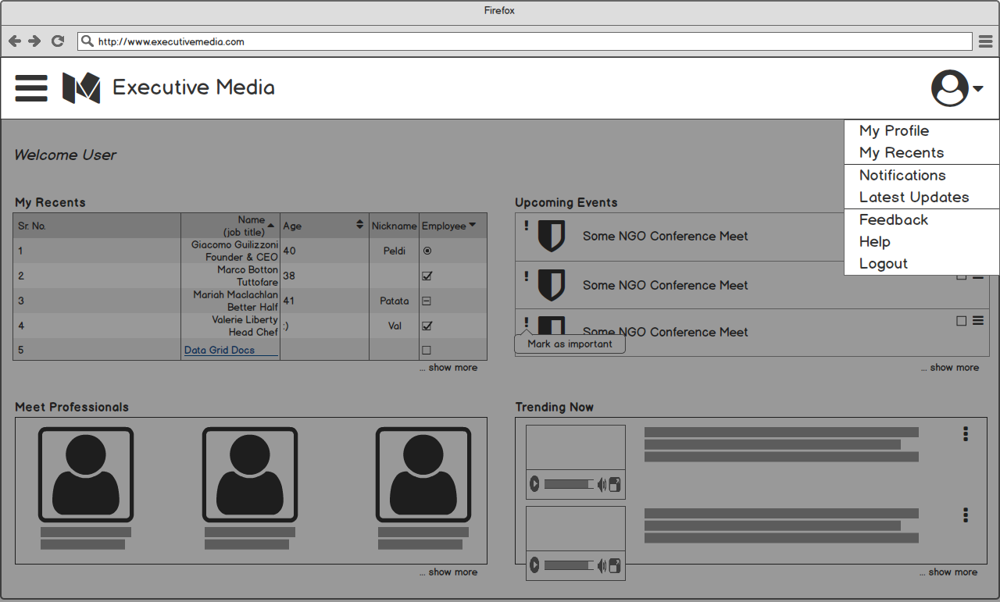 Firefox
http://www.executivemedia.com
Executive Media
My Profile
My Recents
Notifications
Latest Updates
Feedback
Help
Logout
Welcome User
My Recents
Sr. No. Name (job title) Age Nickname Employee
1 Giacomo Guilizzoni Founder & CEO 40 Peldi
2 Marco Botton Tuttofare 38
3 Mariah Maclachlan Better Half 41 Patata
4 Valerie Liberty Head Chef :) Val
5 Data Grid Docs
... show more
Upcoming Events
! Some NGO Conference Meet
! Some NGO Conference Meet
! Some NGO Conference Meet
Mark as important
... show more
Meet Professionals
... show more
Trending Now
... show more